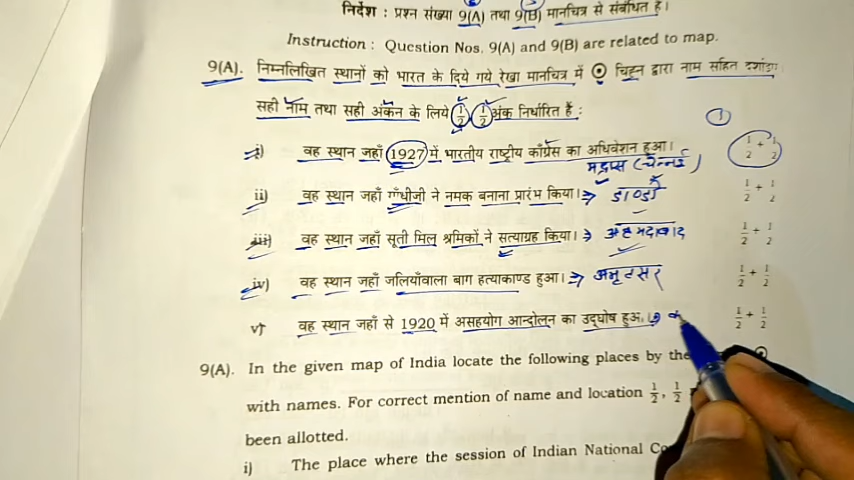 निर्देश : प्रश्न संख्या 9(A) तथा 9(B) मानचित्र से संबंधित है।
Instruction : Question Nos. 9(A) and 9(B) are related to map.
9(A). निम्नलिखित स्थानों को भारत के दिये गये रेखा मानचित्र में ⊙ चिह्न द्वारा नाम सहित दर्शाइए।
सही नाम तथा सही अंकन के लिये 1/2, 1/2 अंक निर्धारित है :
1
i) वह स्थान जहाँ 1927 में भारतीय राष्ट्रीय काँग्रेस का अधिवेशन हुआ। 1/2 + 1/2
मद्रास (चेन्नई)
ii) वह स्थान जहाँ गाँधीजी ने नमक बनाना प्रारंभ किया। ⇒ डाण्डी 1/2 + 1/2
iii) वह स्थान जहाँ सूती मिल श्रमिकों ने सत्याग्रह किया। ⇒ अहमदाबाद 1/2 + 1/2
iv) वह स्थान जहाँ जलियाँवाला बाग हत्याकाण्ड हुआ। ⇒ अमृतसर 1/2 + 1/2
v) वह स्थान जहाँ से 1920 में असहयोग आन्दोलन का उद्घोष हुआ। 1/2 + 1/2
9(A). In the given map of India locate the following places by the
with names. For correct mention of name and location 1/2, 1/2
been allotted.
i) The place where the session of Indian National